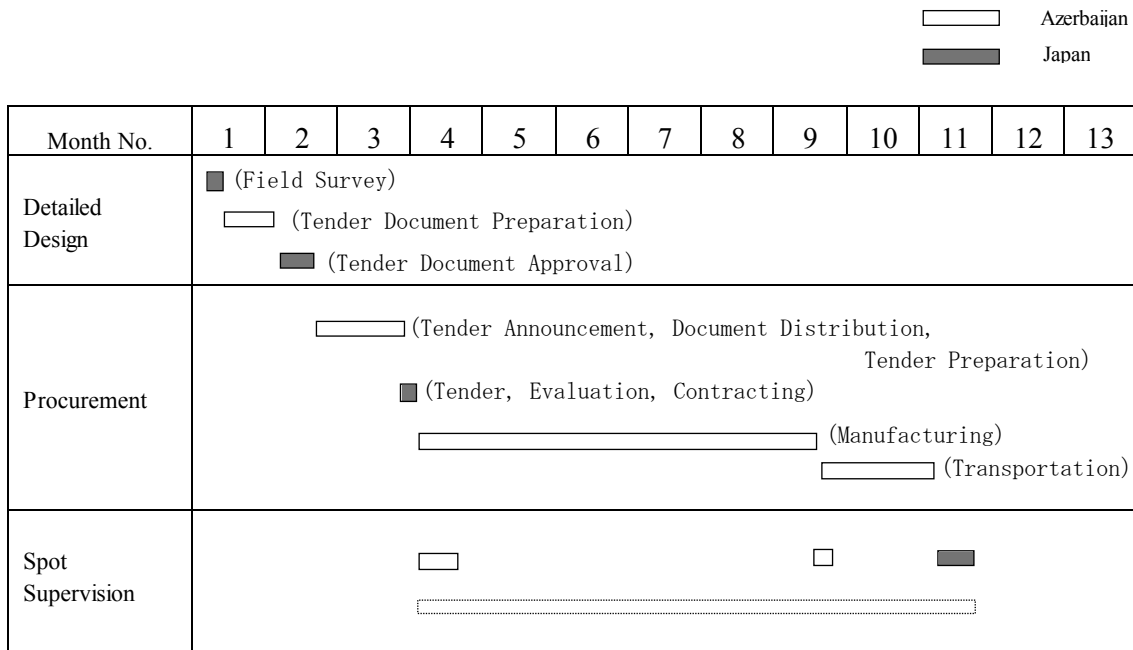 Azerbaijan
Japan
Month No. 1 2 3 4 5 6 7 8 9 10 11 12 13
Detailed
Design
(Field Survey)
(Tender Document Preparation)
(Tender Document Approval)
Procurement
(Tender Announcement, Document Distribution,
Tender Preparation)
(Tender, Evaluation, Contracting)
(Manufacturing)
(Transportation)
Spot
Supervision